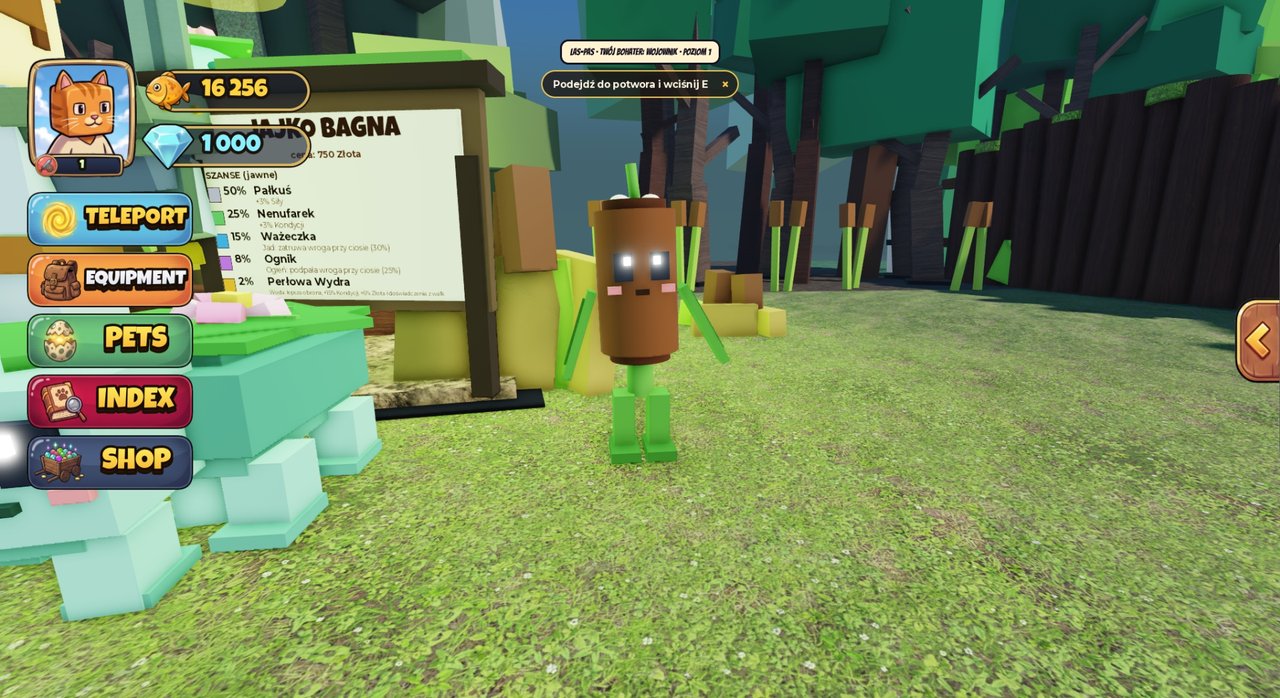 LAS-PAS · TWÓJ BOHATER: WOJOWNIK · POZIOM 1
Podejdź do potwora i wciśnij E ×
16 256
1 000
1
TELEPORT
EQUIPMENT
PETS
INDEX
SHOP
JAJKO BAGNA
cena: 750 Złota
SZANSE (jawne)
50% Pałkuś
+3% Siły
25% Nenufarek
+3% Kondycji
15% Ważeczka
Jad: zatruwa wroga przy ciosie (30%)
8% Ognik
Ogień: podpala wroga przy ciosie (25%)
2% Perłowa Wydra